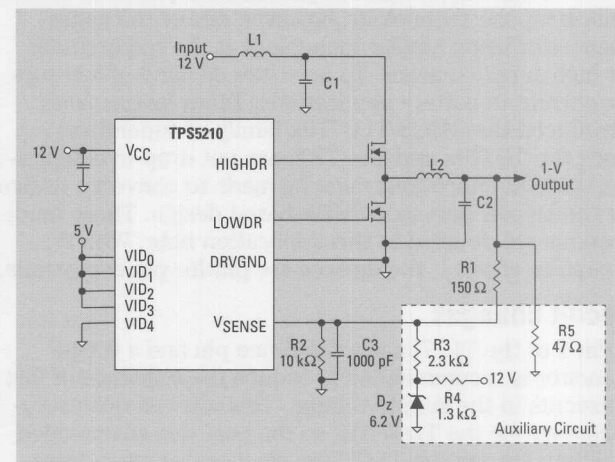 Input
12 V
L1
C1
TPS5210
12 V
VCC
HIGHDR
L2
1-V
Output
C2
LOWDR
5 V
DRVGND
VID0
VID1
VID2
VID3
VID4
R1
150 Ω
VSENSE
R2
10 kΩ
C3
1000 pF
R3
2.3 kΩ
R5
47 Ω
12 V
DZ
6.2 V
R4
1.3 kΩ
Auxiliary Circuit